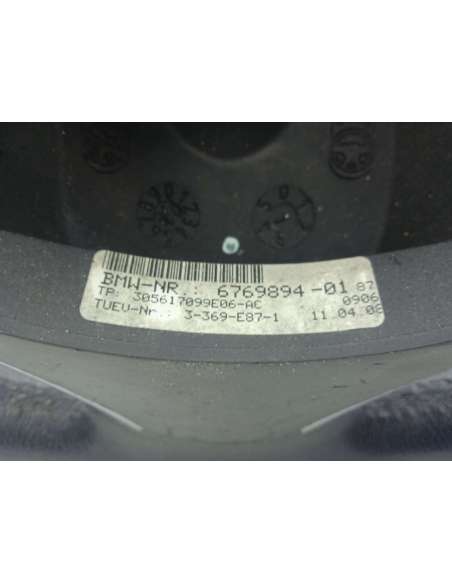 BMW-NR.: 6769894-01 87
TP: 305617099E06-AC 0906
TUEV-Nr.: 3-369-E87-1 11.04.08